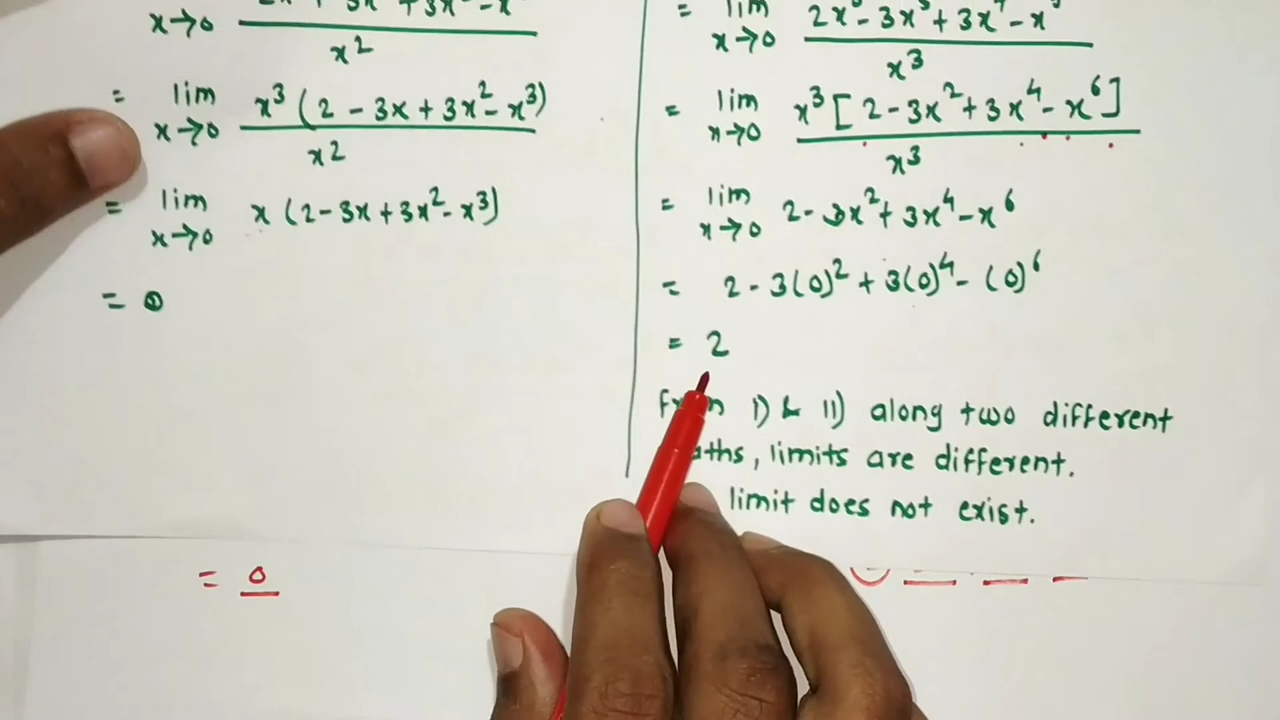 x→0 x²
= lim x³ (2 - 3x + 3x² - x³)
x→0 x²
= lim x (2-3x+3x²-x³)
x→0
= 0
= 0
= lim 2x³-3x⁵+3x⁷-x⁹
x→0 x³
= lim x³[2-3x²+3x⁴-x⁶]
x→0 x³
= lim 2-3x²+3x⁴-x⁶
x→0
= 2-3(0)²+3(0)⁴-(0)⁶
= 2
I) & II) along two different
limits are different.
limit does not exist.